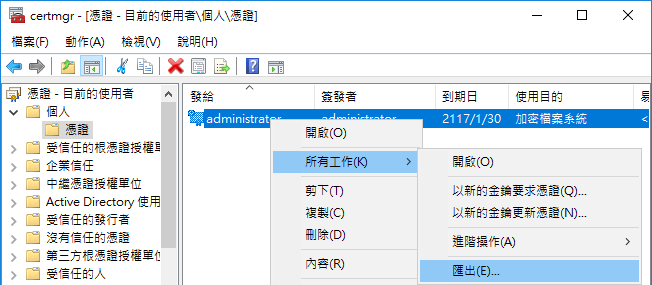 certmgr - [憑證 - 目前的使用者\個人\憑證]
檔案(F) 動作(A) 檢視(V) 說明(H)
憑證 - 目前的使用者
個人
憑證
受信任的根憑證授權單
企業信任
中繼憑證授權單位
Active Directory 使用
受信任的發行者
沒有信任的憑證
第三方根憑證授權單位
受信任的人
發給 簽發者 到期日 使用目的 易
administrator administrator 2117/1/30 加密檔案系統 <
開啟(O)
所有工作(K)
剪下(T)
複製(C)
刪除(D)
內容(R)
開啟(O)
以新的金鑰要求憑證(Q)...
以新的金鑰更新憑證(N)...
進階操作(A)
匯出(E)...